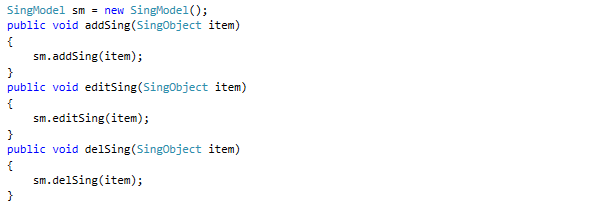 SingModel sm = new SingModel();
public void addSing(SingObject item)
{
    sm.addSing(item);
}
public void editSing(SingObject item)
{
    sm.editSing(item);
}
public void delSing(SingObject item)
{
    sm.delSing(item);
}